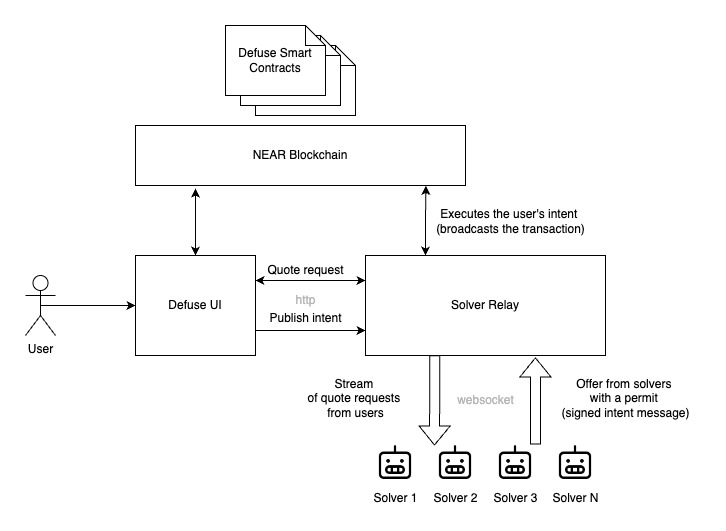 Defuse Smart
Contracts
NEAR Blockchain
Executes the user's intent
(broadcasts the transaction)
Quote request
Defuse UI
http
Solver Relay
Publish intent
User
Stream
of quote requests
from users
websocket
Offer from solvers
with a permit
(signed intent message)
Solver 1
Solver 2
Solver 3
Solver N